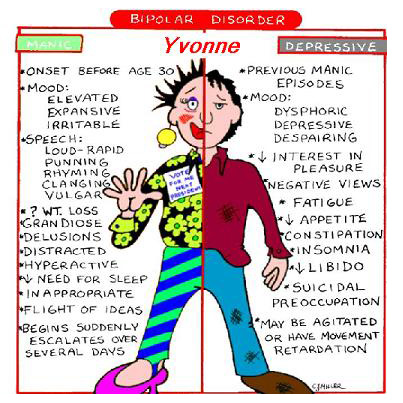 BIPOLAR DISORDER
Yvonne
MANIC
*ONSET BEFORE AGE 30
*MOOD:
ELEVATED
EXPANSIVE
IRRITABLE
*SPEECH:
LOUD-RAPID
PUNNING
RHYMING
CLANGING
VULGAR
*? WT. LOSS
*GRANDIOSE
*DELUSIONS
*DISTRACTED
*HYPERACTIVE
*↓ NEED FOR SLEEP
*INAPPROPRIATE
*FLIGHT OF IDEAS
*BEGINS SUDDENLY
ESCALATES OVER
SEVERAL DAYS
VOTE
FOR ME
NEXT
PRESIDENT
DEPRESSIVE
*PREVIOUS MANIC
EPISODES
*MOOD:
DYSPHORIC
DEPRESSIVE
DESPAIRING
*↓ INTEREST IN
PLEASURE
*NEGATIVE VIEWS
*FATIGUE
*↓ APPETITE
*CONSTIPATION
*INSOMNIA
*↓ LIBIDO
*SUICIDAL
PREOCCUPATION
*MAY BE AGITATED
OR HAVE MOVEMENT
RETARDATION
CJMILLER